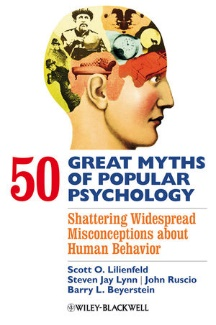 50 GREAT MYTHS
OF POPULAR
PSYCHOLOGY
Shattering Widespread
Misconceptions about
Human Behavior
Scott O. Lilienfeld
Steven Jay Lynn | John Ruscio
Barry L. Beyerstein
WILEY-BLACKWELL